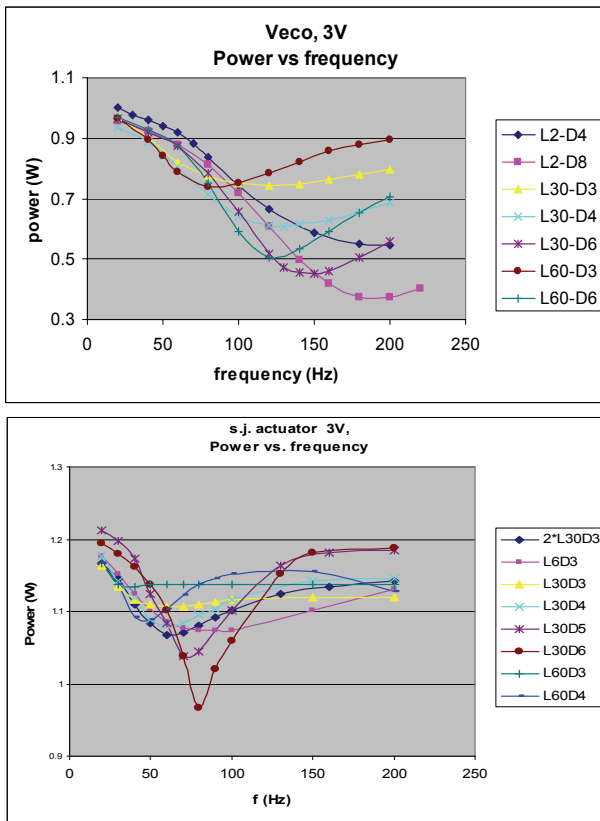 Veco, 3V
Power vs frequency
1.1
0.9
0.7
0.5
0.3
power (W)
0 50 100 150 200 250
frequency (Hz)
L2-D4
L2-D8
L30-D3
L30-D4
L30-D6
L60-D3
L60-D6
s.j. actuator 3V,
Power vs. frequency
1.3
1.2
1.1
1
0.9
Power (W)
0 50 100 150 200 250
f (Hz)
2*L30D3
L6D3
L30D3
L30D4
L30D5
L30D6
L60D3
L60D4